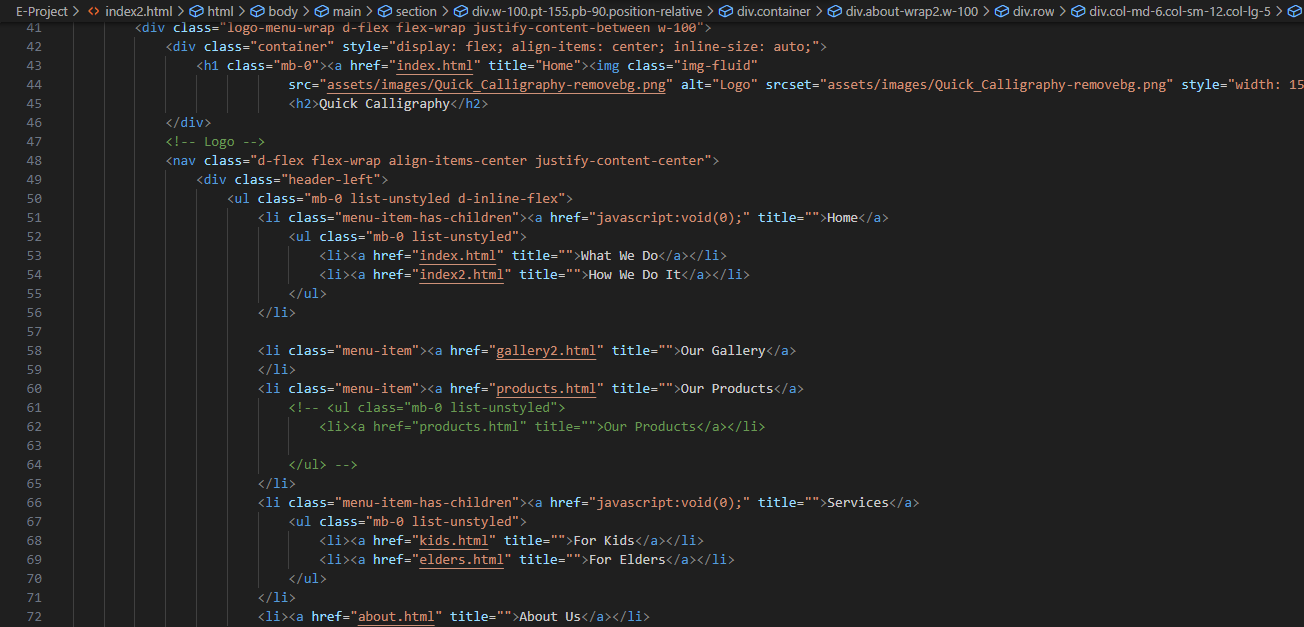 E-Project > index2.html > html > body > main > section > div.w-100.pt-155.pb-90.position-relative > div.container > div.about-wrap2.w-100 > div.row > div.col-md-6.col-sm-12.col-lg-5 >
41 <div class="logo-menu-wrap d-flex flex-wrap justify-content-between w-100">
42 <div class="container" style="display: flex; align-items: center; inline-size: auto;">
43 <h1 class="mb-0"><a href="index.html" title="Home"><img class="img-fluid"
44 src="assets/images/Quick_Calligraphy-removebg.png" alt="Logo" srcset="assets/images/Quick_Calligraphy-removebg.png" style="width: 15
45 <h2>Quick Calligraphy</h2>
46 </div>
47 <!-- Logo -->
48 <nav class="d-flex flex-wrap align-items-center justify-content-center">
49 <div class="header-left">
50 <ul class="mb-0 list-unstyled d-inline-flex">
51 <li class="menu-item-has-children"><a href="javascript:void(0);" title="">Home</a>
52 <ul class="mb-0 list-unstyled">
53 <li><a href="index.html" title="">What We Do</a></li>
54 <li><a href="index2.html" title="">How We Do It</a></li>
55 </ul>
56 </li>
57
58 <li class="menu-item"><a href="gallery2.html" title="">Our Gallery</a>
59 </li>
60 <li class="menu-item"><a href="products.html" title="">Our Products</a>
61 <!-- <ul class="mb-0 list-unstyled">
62 <li><a href="products.html" title="">Our Products</a></li>
63
64 </ul> -->
65 </li>
66 <li class="menu-item-has-children"><a href="javascript:void(0);" title="">Services</a>
67 <ul class="mb-0 list-unstyled">
68 <li><a href="kids.html" title="">For Kids</a></li>
69 <li><a href="elders.html" title="">For Elders</a></li>
70 </ul>
71 </li>
72 <li><a href="about.html" title="">About Us</a></li>